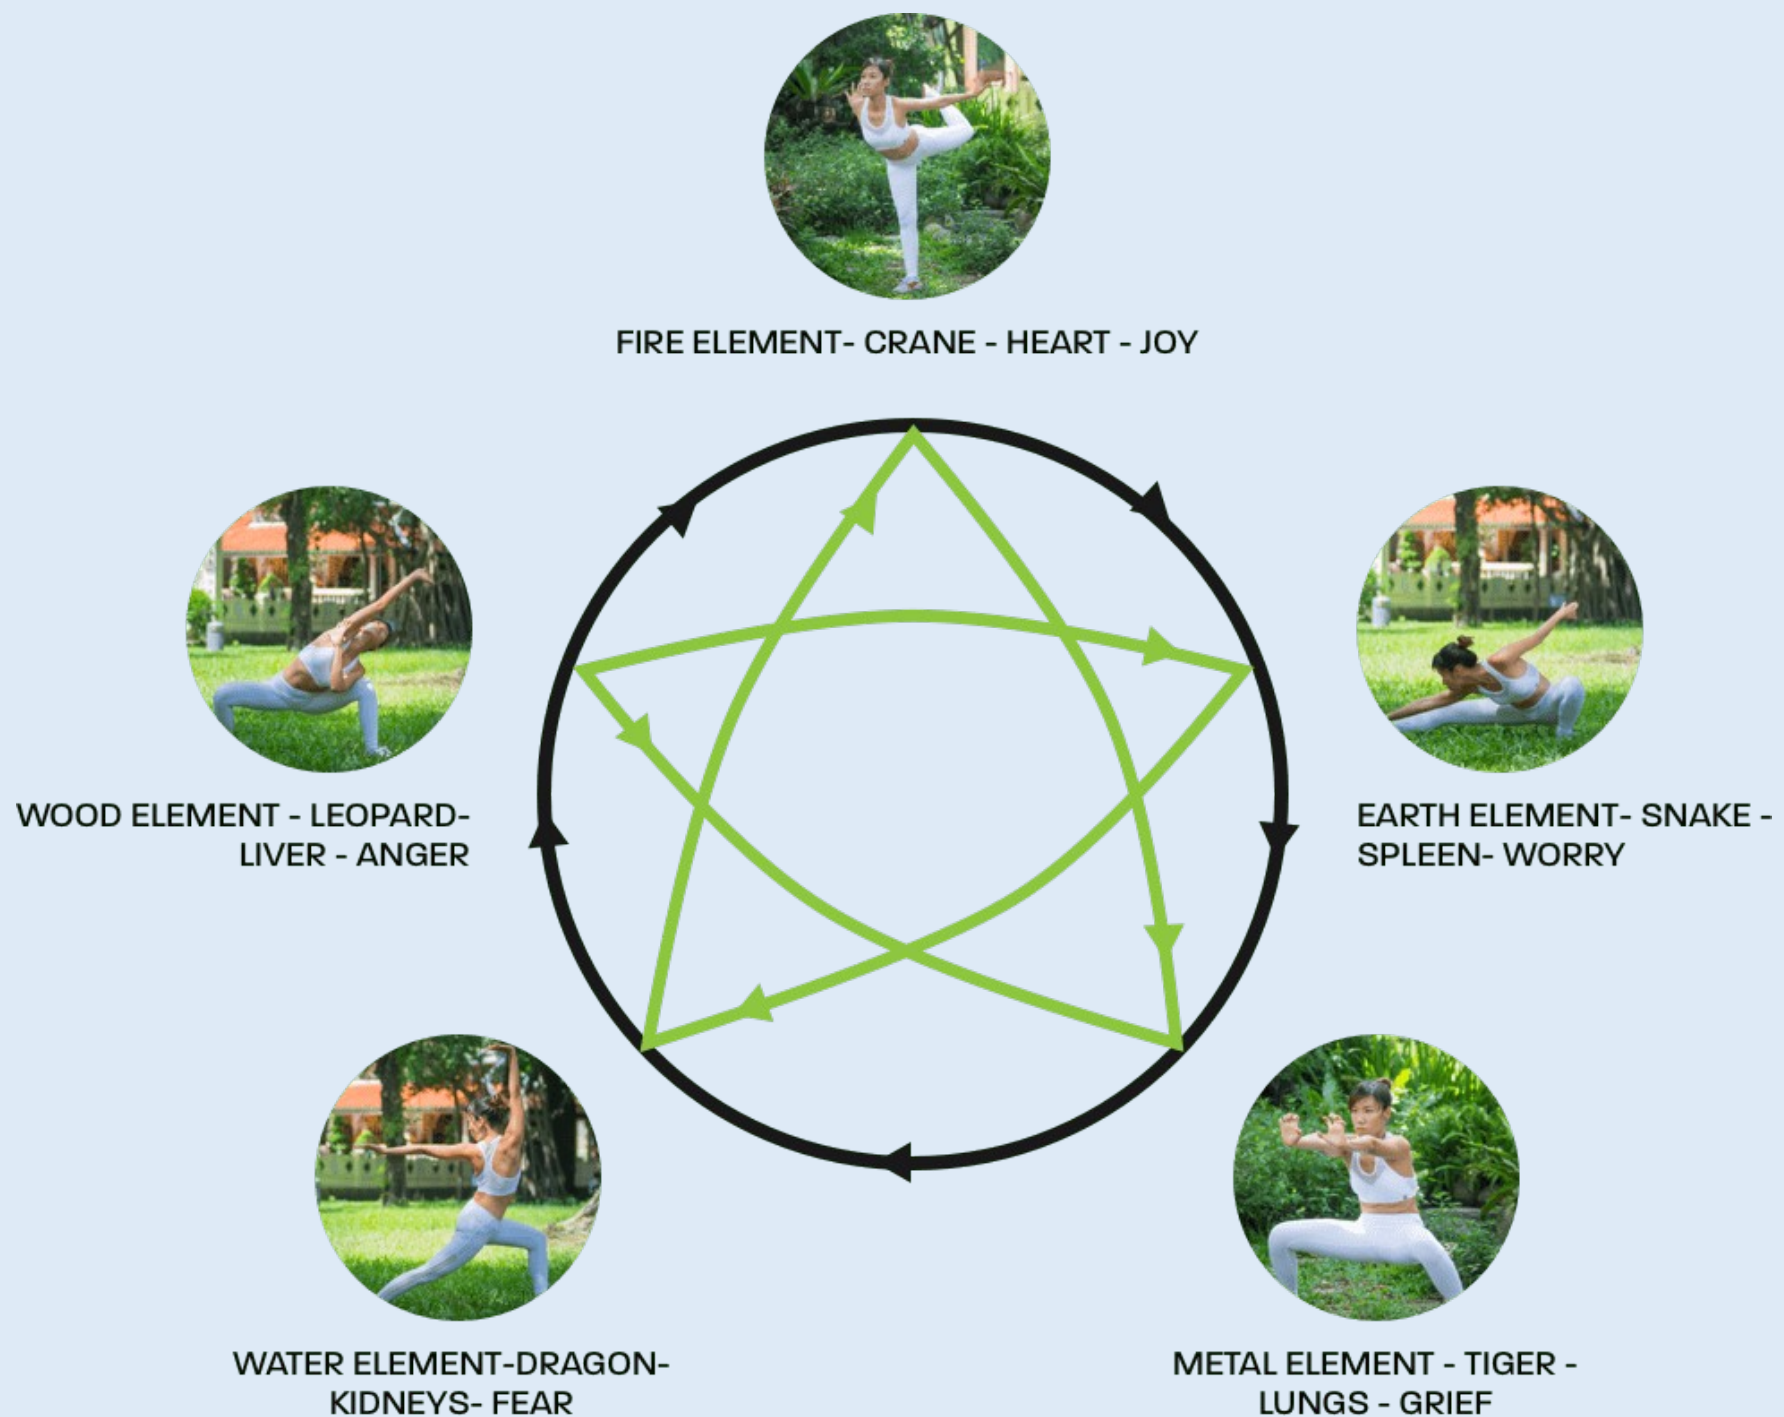 FIRE ELEMENT- CRANE - HEART - JOY
WOOD ELEMENT - LEOPARD-
LIVER - ANGER
EARTH ELEMENT- SNAKE -
SPLEEN- WORRY
WATER ELEMENT-DRAGON-
KIDNEYS- FEAR
METAL ELEMENT - TIGER -
LUNGS - GRIEF